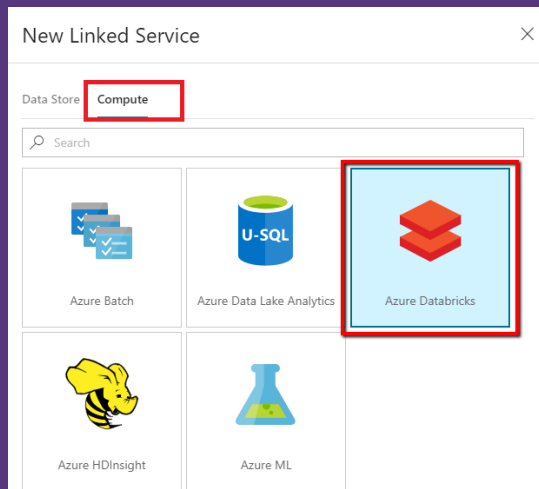 New Linked Service
Data Store Compute
Search
U-SQL
Azure Batch Azure Data Lake Analytics Azure Databricks
Azure HDInsight Azure ML